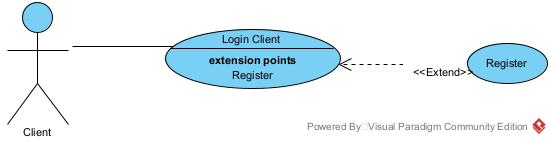 Login Client
extension points
Register
<<Extend>>
Register
Client
Powered By Visual Paradigm Community Edition